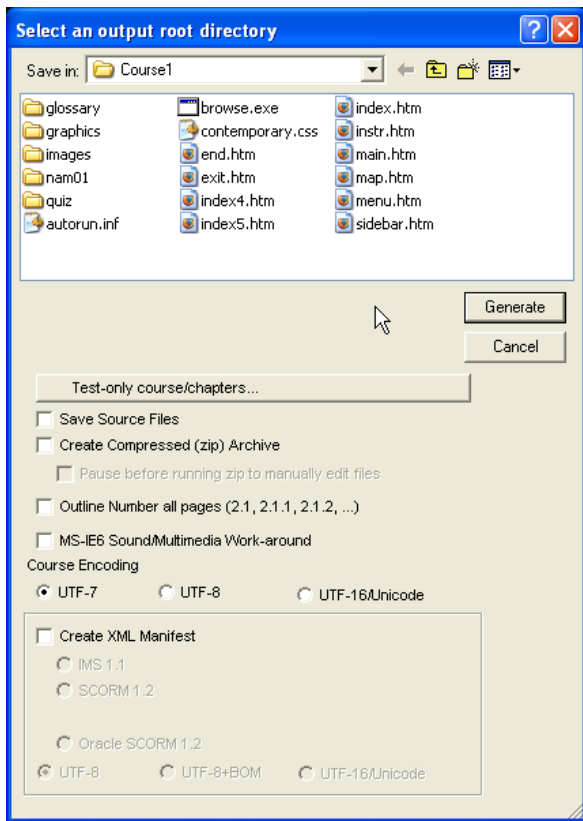 Select an output root directory
Save in: Course1
glossary browse.exe index.htm
graphics contemporary.css instr.htm
images end.htm main.htm
nam01 exit.htm map.htm
quiz index4.htm menu.htm
autorun.inf index5.htm sidebar.htm
Generate
Cancel
Test-only course/chapters...
Save Source Files
Create Compressed (zip) Archive
Pause before running zip to manually edit files
Outline Number all pages (2.1, 2.1.1, 2.1.2, ...)
MS-IE6 Sound/Multimedia Work-around
Course Encoding
UTF-7 UTF-8 UTF-16/Unicode
Create XML Manifest
IMS 1.1
SCORM 1.2
Oracle SCORM 1.2
UTF-8 UTF-8+BOM UTF-16/Unicode